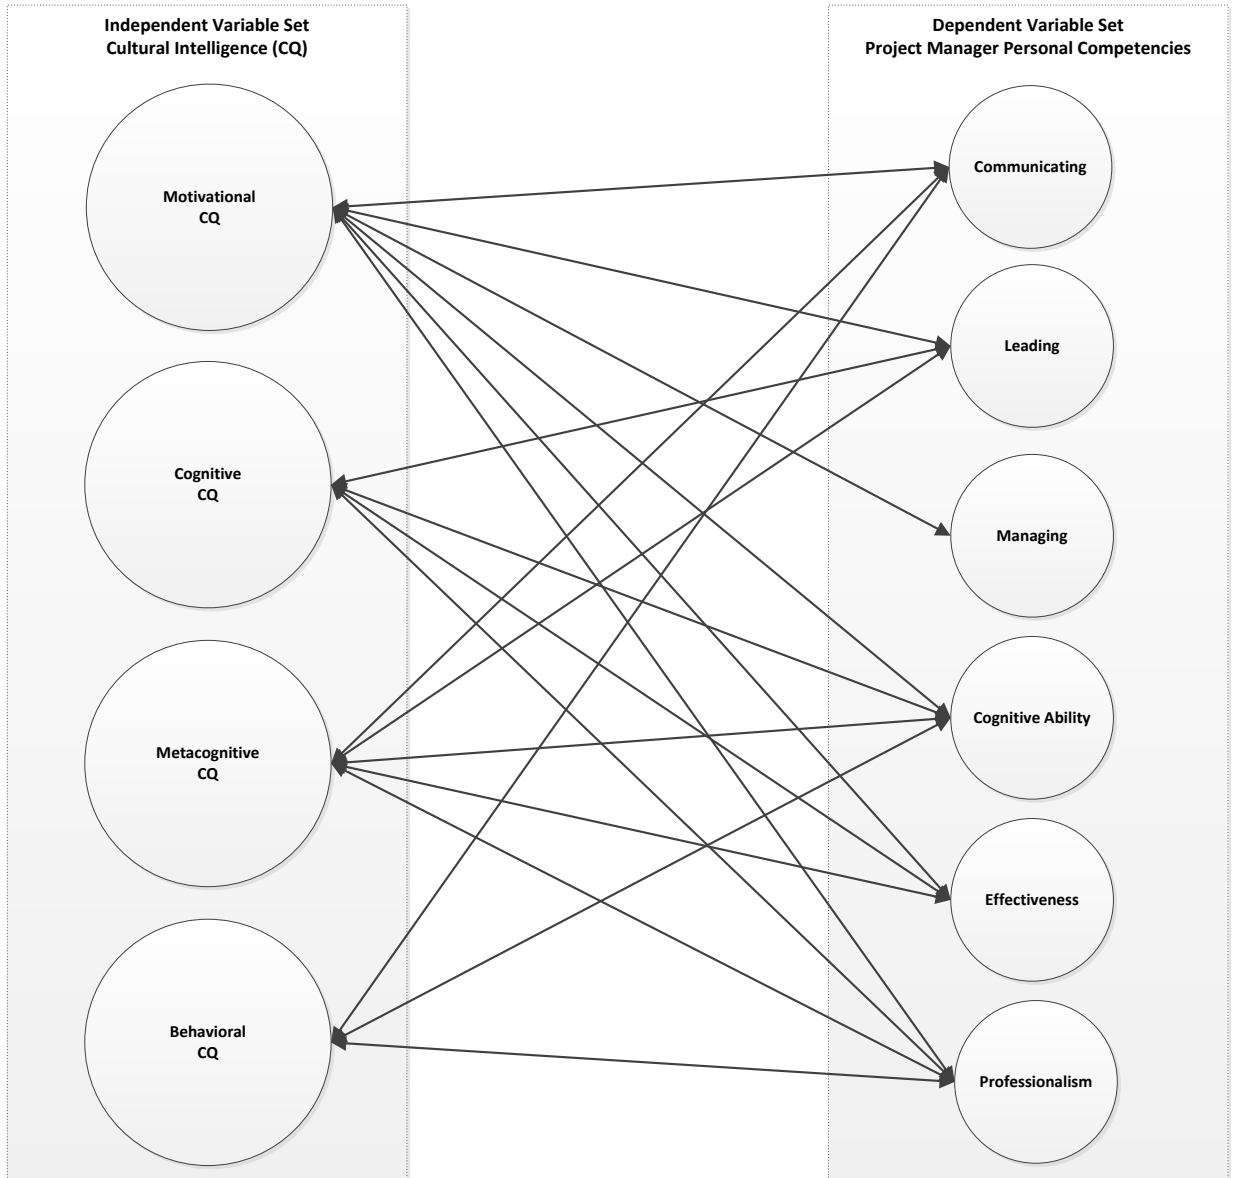 Independent Variable Set
Cultural Intelligence (CQ)
Motivational
CQ
Cognitive
CQ
Metacognitive
CQ
Behavioral
CQ
Dependent Variable Set
Project Manager Personal Competencies
Communicating
Leading
Managing
Cognitive Ability
Effectiveness
Professionalism